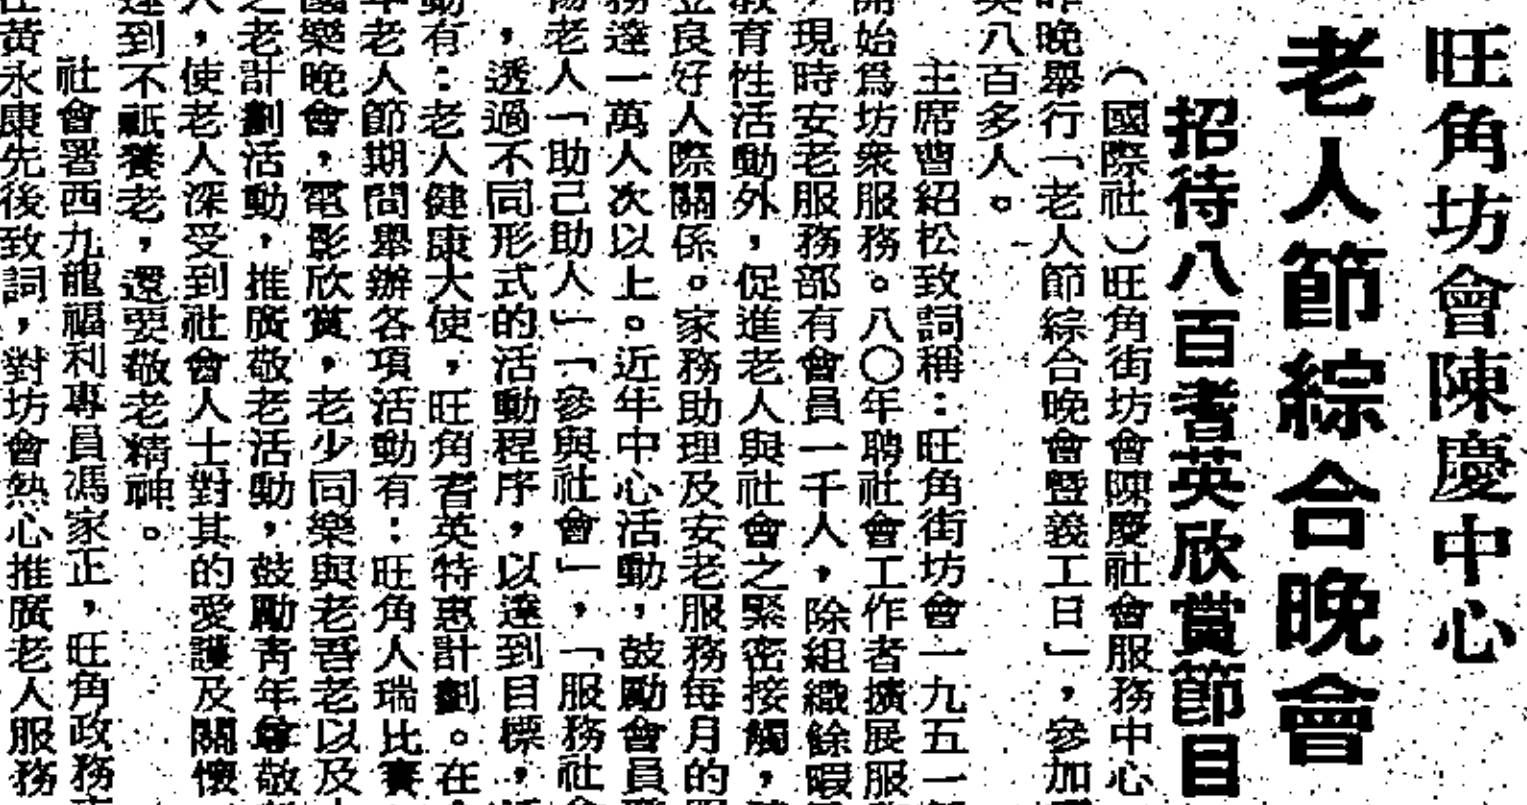 旺角坊會陳慶中心
老人節綜合晚會
招待八百耆英欣賞節目
（國際社）旺角街坊會陳慶社會服務中心
晚舉行「老人節綜合晚會暨義工日」，參加
八百多人。
主席曹紹松致詞稱：旺角街坊會一九五一
開始爲坊衆服務。八〇年聘社會工作者擴展服
，現時安老服務部有會員一千人，除組織餘暇
教育性活動外，促進老人與社會之緊密接觸，
立良好人際關係。家務助理及安老服務每月的
務達一萬人次以上。近年中心活動，鼓勵會員
老人「助己助人」「參與社會」，「服務社
，透過不同形式的活動程序，以達到目標，
動有：老人健康大使，旺角耆英特惠計劃。在
年老人節期間舉辦各項活動有：旺角人瑞比賽
國樂晚會，電影欣賞，老少同樂與老吾老以及
之老計劃活動，推廣敬老活動，鼓勵青年尊敬
人，使老人深受到社會人士對其的愛護及關懷
達到不祇養老，還要敬老精神。
社會署西九龍福利專員馮家正，旺角政務
黃永康先後致詞，對坊會熱心推廣老人服務